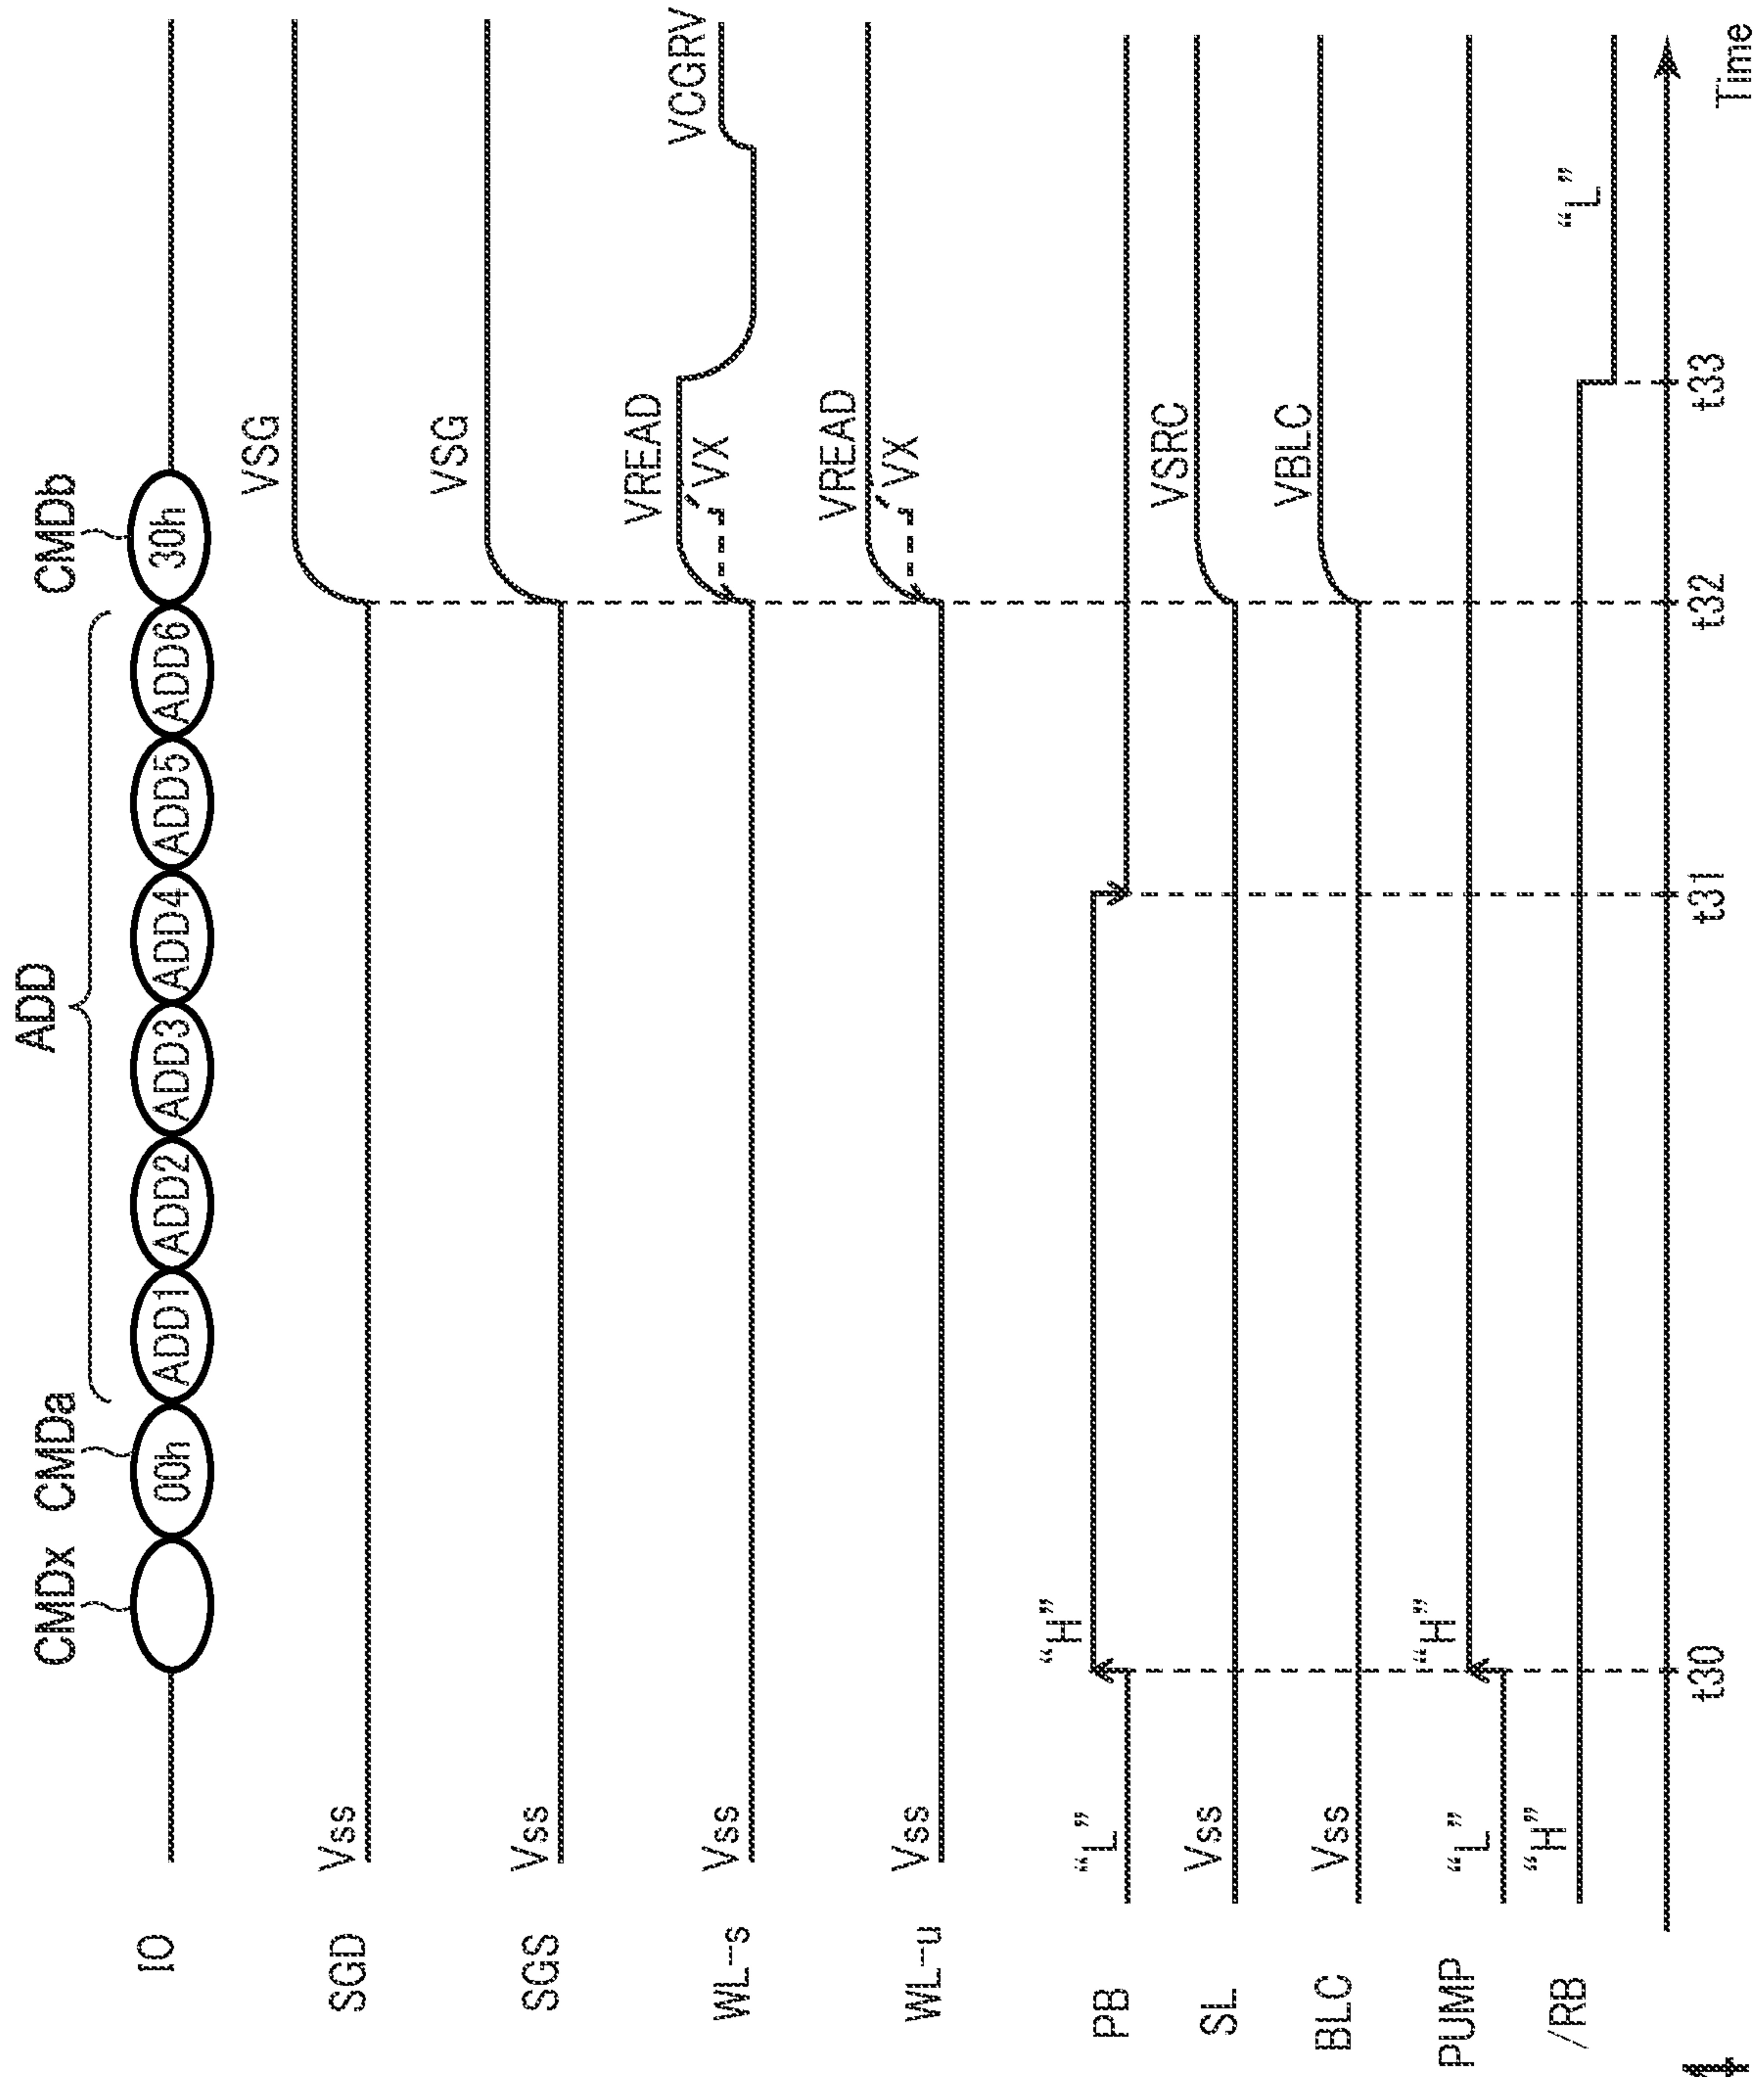 ADD
CMDx CMDa CMDb
IO 00h ADD1 ADD2 ADD3 ADD4 ADD5 ADD6 30h
VSG
SGD Vss
VSG
SGS Vss
VREAD VCGRV
VX
WL-s Vss
VREAD
VX
WL-u Vss
PB "L" "H"
SL Vss VSRC
BLC Vss VBLC
PUMP "L" "H"
/RB "H" "L"
t30 t31 t32 t33
Time